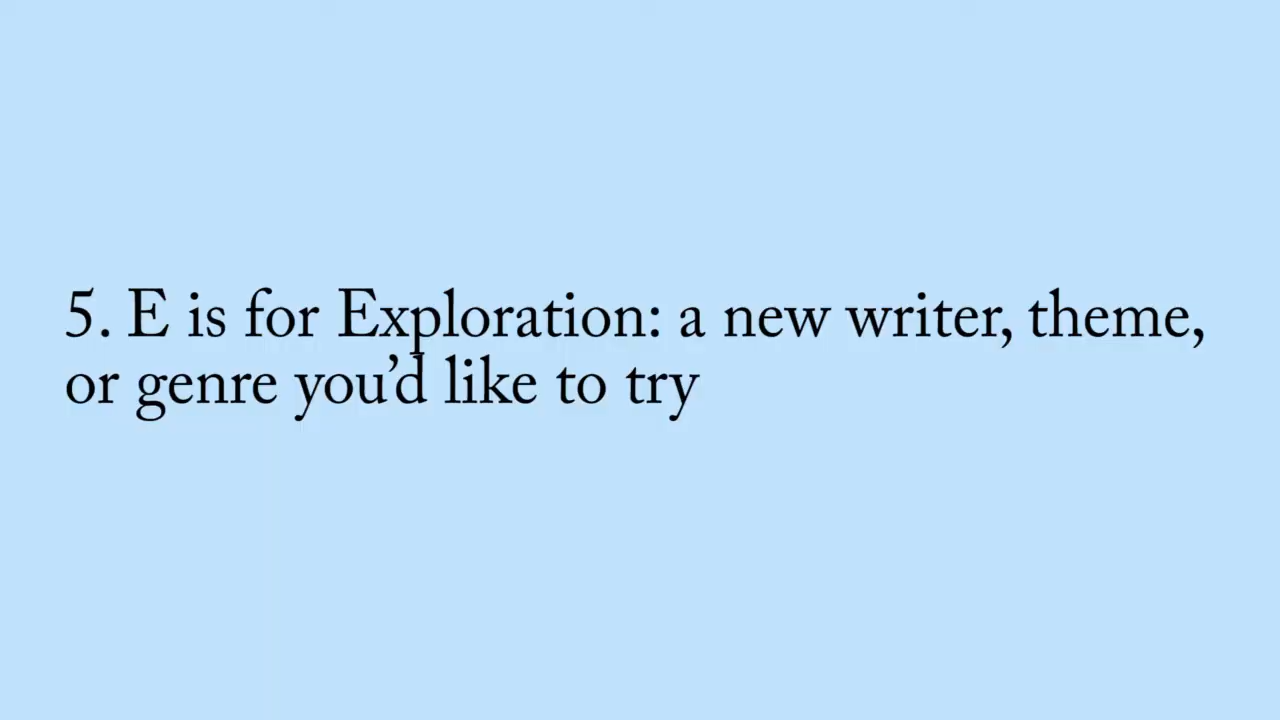 5. E is for Exploration: a new writer, theme,
or genre you’d like to try